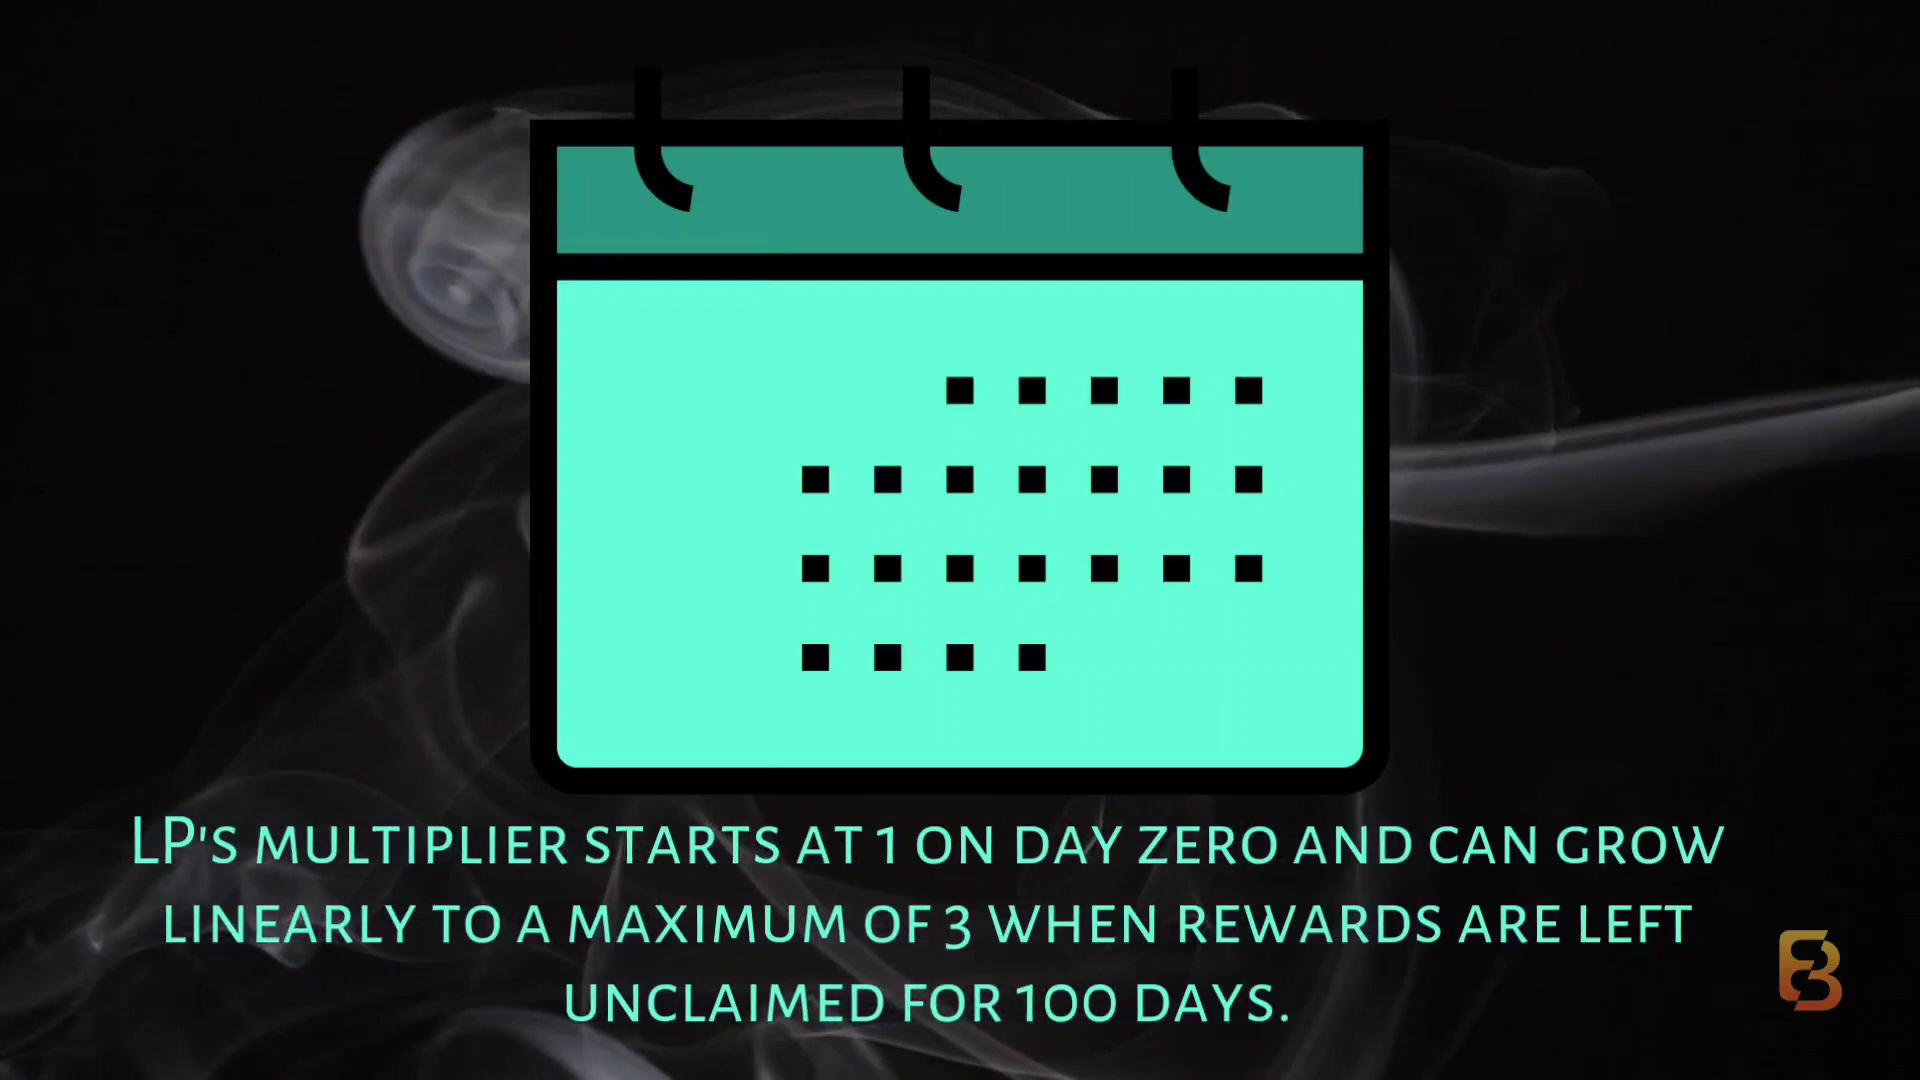 LP's multiplier starts at 1 on day zero and can grow
linearly to a maximum of 3 when rewards are left
unclaimed for 100 days.